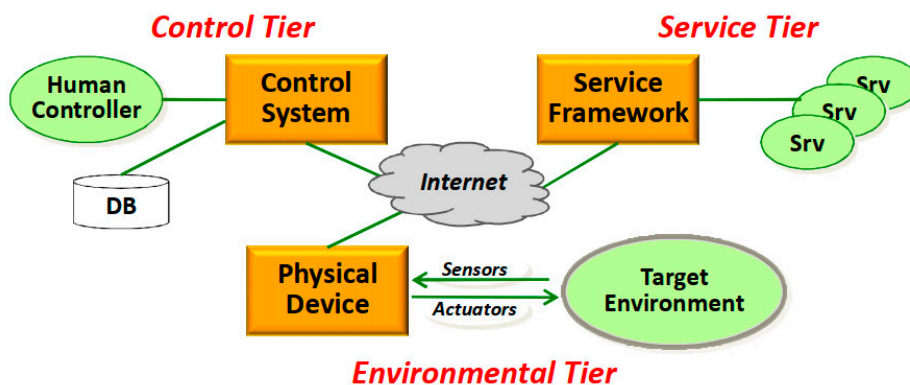 Control Tier
Service Tier
Human
Controller
Control
System
Service
Framework
Srv
Srv
Srv
DB
Internet
Physical
Device
Sensors
Actuators
Target
Environment
Environmental Tier